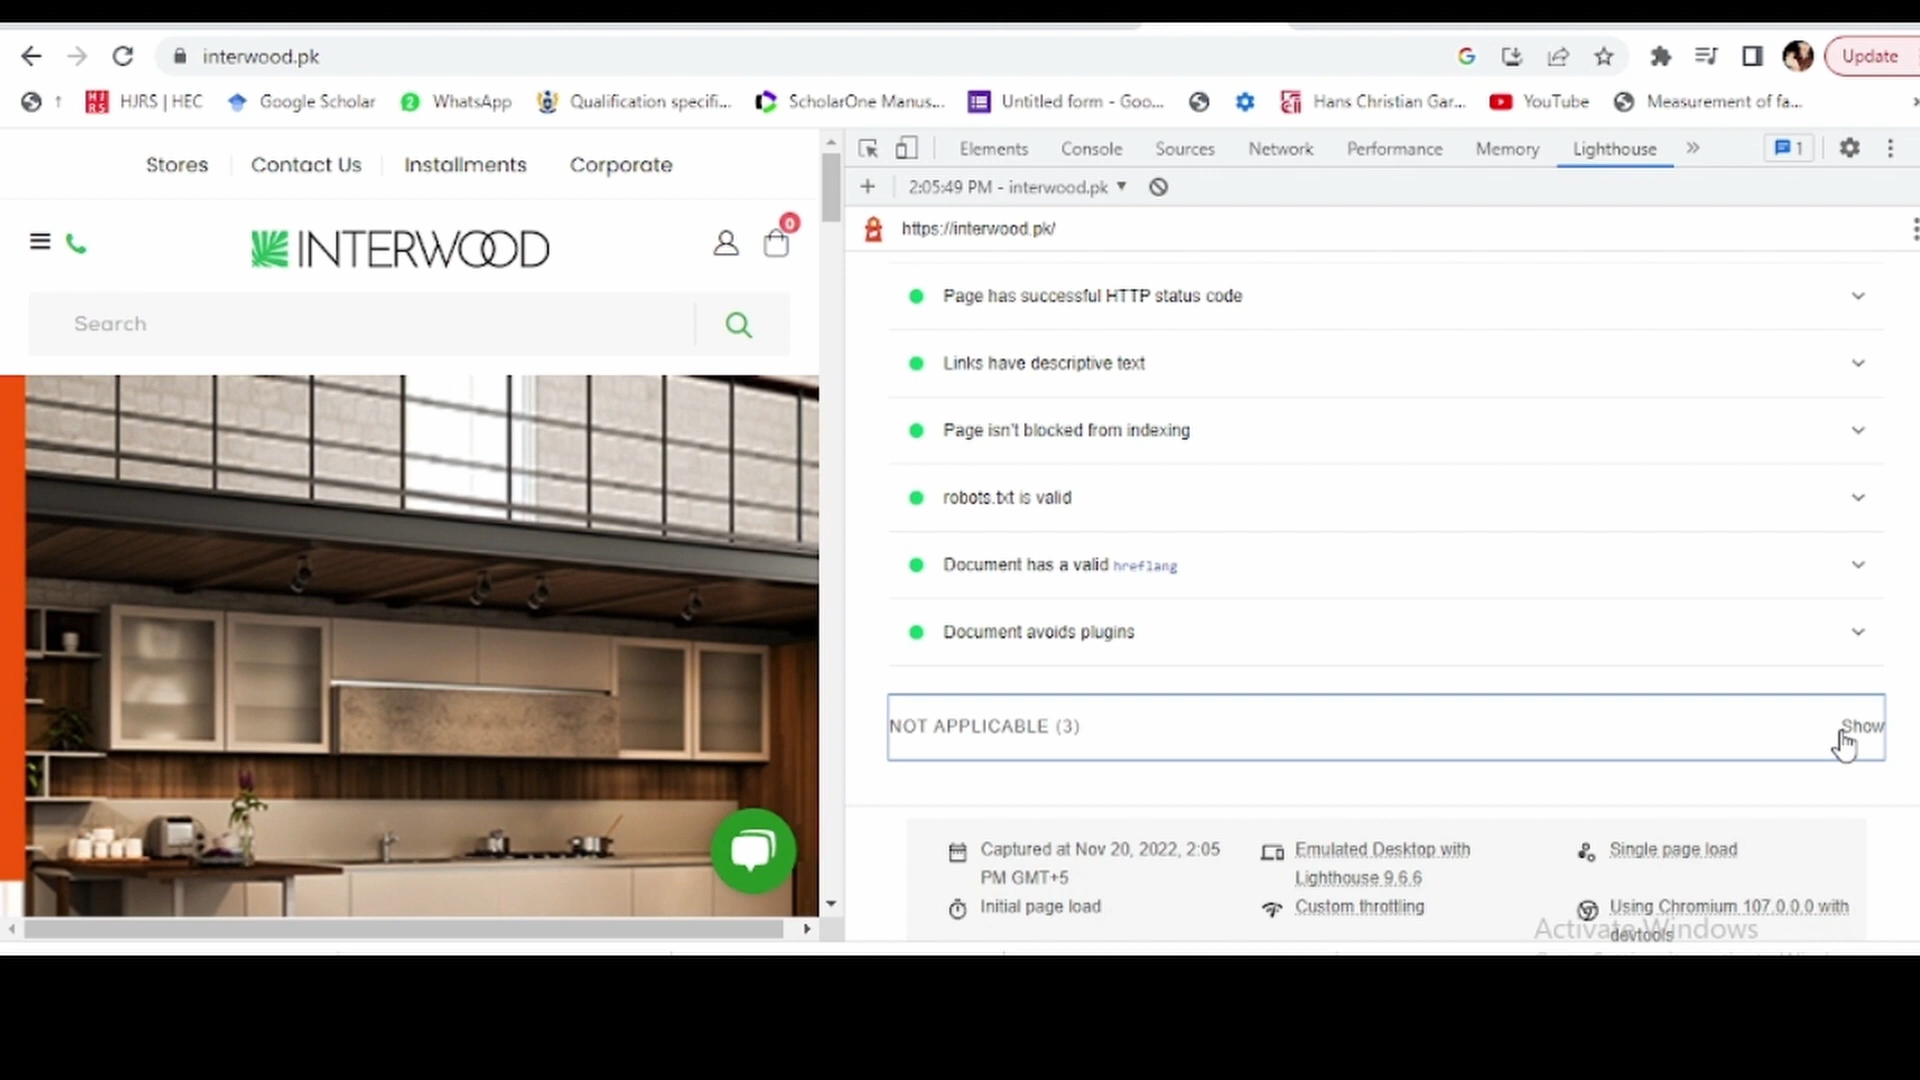 interwood.pk
Update
HJRS | HEC
Google Scholar
WhatsApp
Qualification specifi...
ScholarOne Manus...
Untitled form - Goo...
Hans Christian Gar...
YouTube
Measurement of fa...
Stores
Contact Us
Installments
Corporate
INTERWOOD
0
Search
Elements
Console
Sources
Network
Performance
Memory
Lighthouse
1
2:05:49 PM - interwood.pk
https://interwood.pk/
Page has successful HTTP status code
Links have descriptive text
Page isn't blocked from indexing
robots.txt is valid
Document has a valid hreflang
Document avoids plugins
NOT APPLICABLE (3)
Show
Captured at Nov 20, 2022, 2:05
PM GMT+5
Emulated Desktop with
Lighthouse 9.6.6
Single page load
Initial page load
Custom throttling
Using Chromium 107.0.0.0 with
devtools
Activate Windows